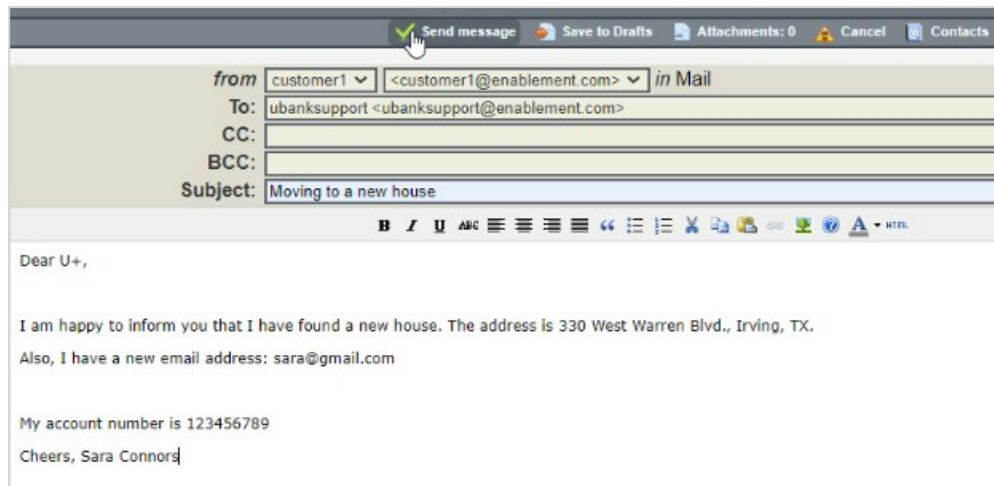 Send message Save to Drafts Attachments: 0 Cancel Contacts
from customer1 <customer1@enablement.com> in Mail
To: ubanksupport <ubanksupport@enablement.com>
CC:
BCC:
Subject: Moving to a new house
B I U ABC HTML
Dear U+,
I am happy to inform you that I have found a new house. The address is 330 West Warren Blvd., Irving, TX.
Also, I have a new email address: sara@gmail.com
My account number is 123456789
Cheers, Sara Connors